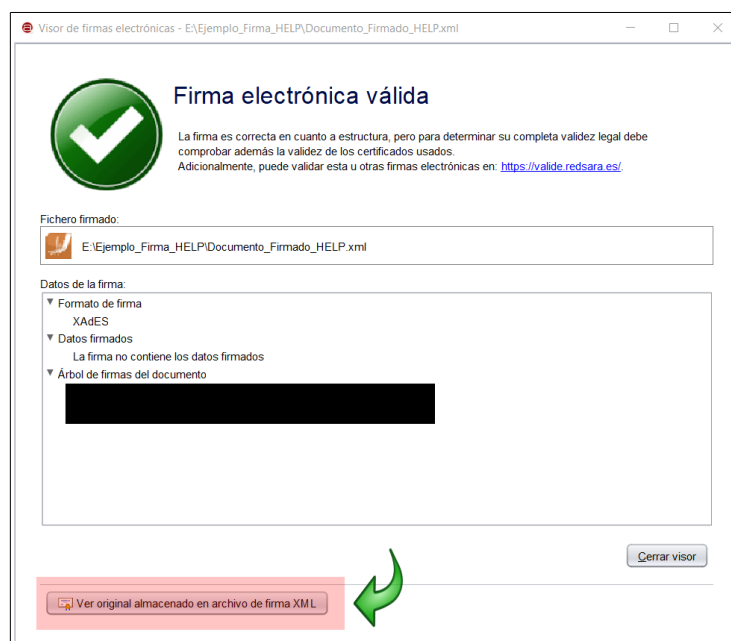 Visor de firmas electrónicas - E:\Ejemplo_Firma_HELP\Documento_Firmado_HELP.xml
Firma electrónica válida
La firma es correcta en cuanto a estructura, pero para determinar su completa validez legal debe
comprobar además la validez de los certificados usados.
Adicionalmente, puede validar esta u otras firmas electrónicas en: https://valide.redsara.es/.
Fichero firmado:
E:\Ejemplo_Firma_HELP\Documento_Firmado_HELP.xml
Datos de la firma:
Formato de firma
XAdES
Datos firmados
La firma no contiene los datos firmados
Árbol de firmas del documento
Cerrar visor
Ver original almacenado en archivo de firma XML